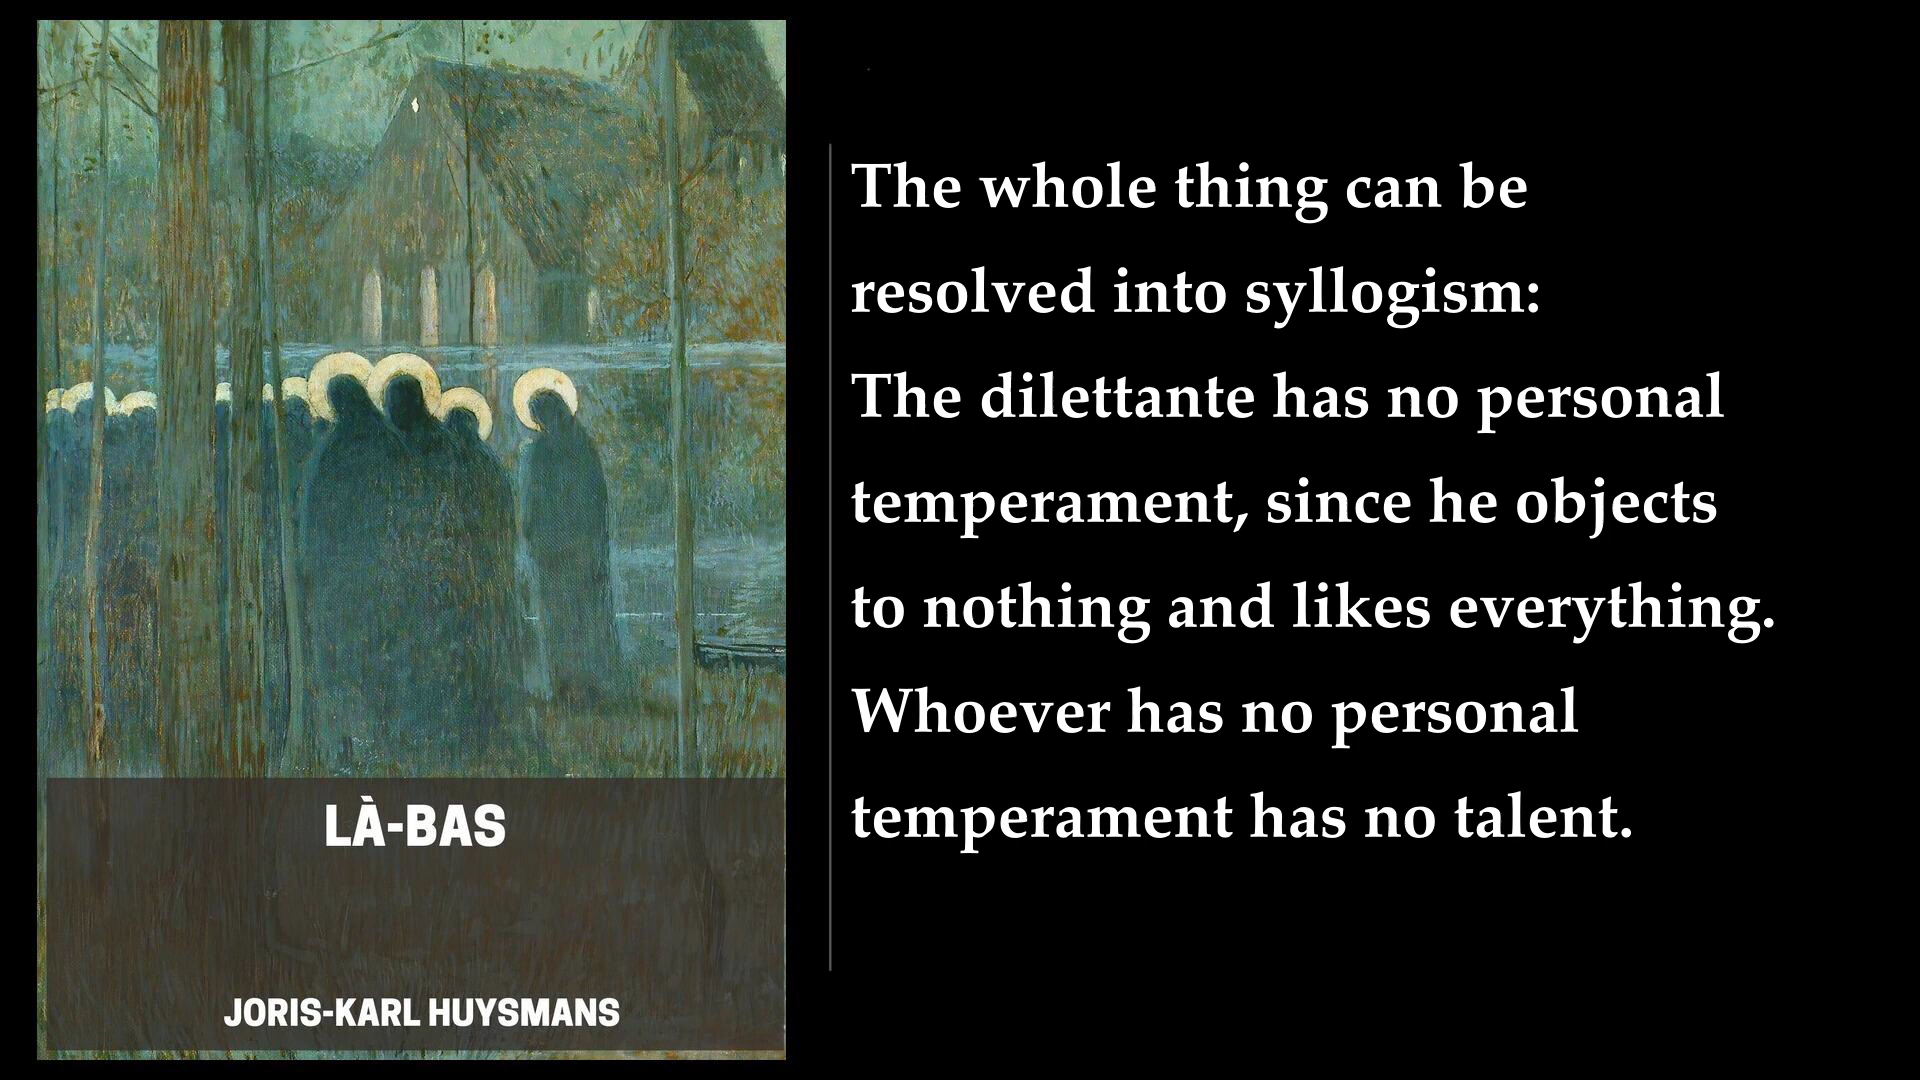 LÀ-BAS
JORIS-KARL HUYSMANS
The whole thing can be
resolved into syllogism:
The dilettante has no personal
temperament, since he objects
to nothing and likes everything.
Whoever has no personal
temperament has no talent.